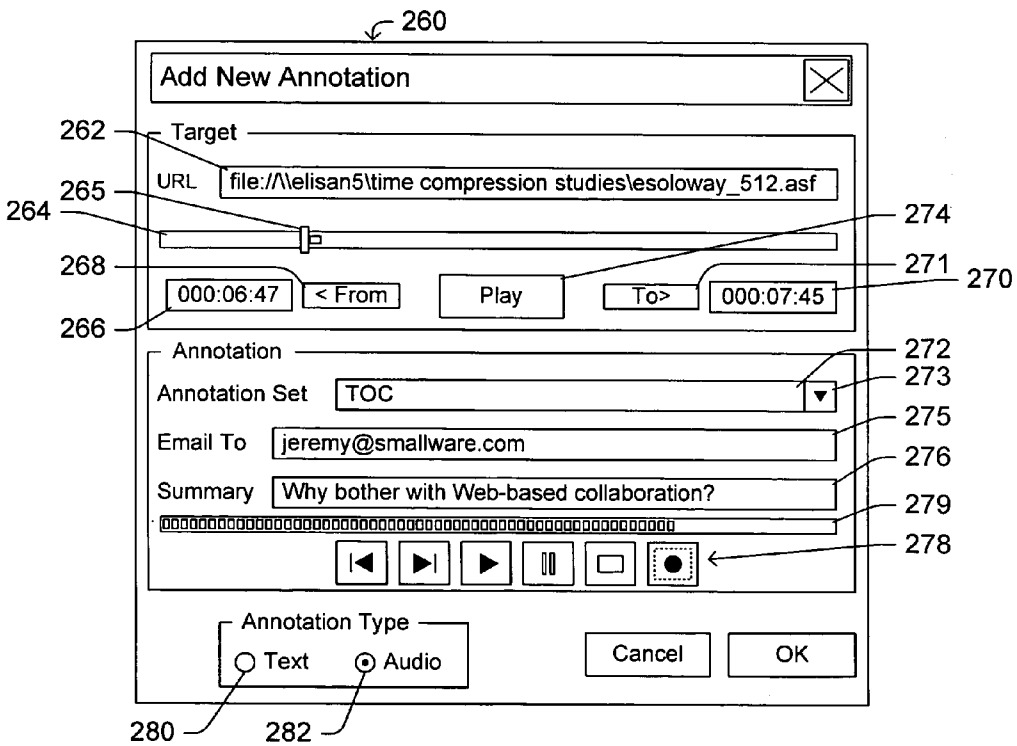 260
Add New Annotation
262
Target
265
URL file://\\elisan5\time compression studies\esoloway_512.asf
264
274
268
271
000:06:47 < From Play To> 000:07:45
270
266
Annotation
272
Annotation Set TOC
273
275
Email To jeremy@smallware.com
276
Summary Why bother with Web-based collaboration?
279
278
Annotation Type
Text Audio Cancel OK
280 282